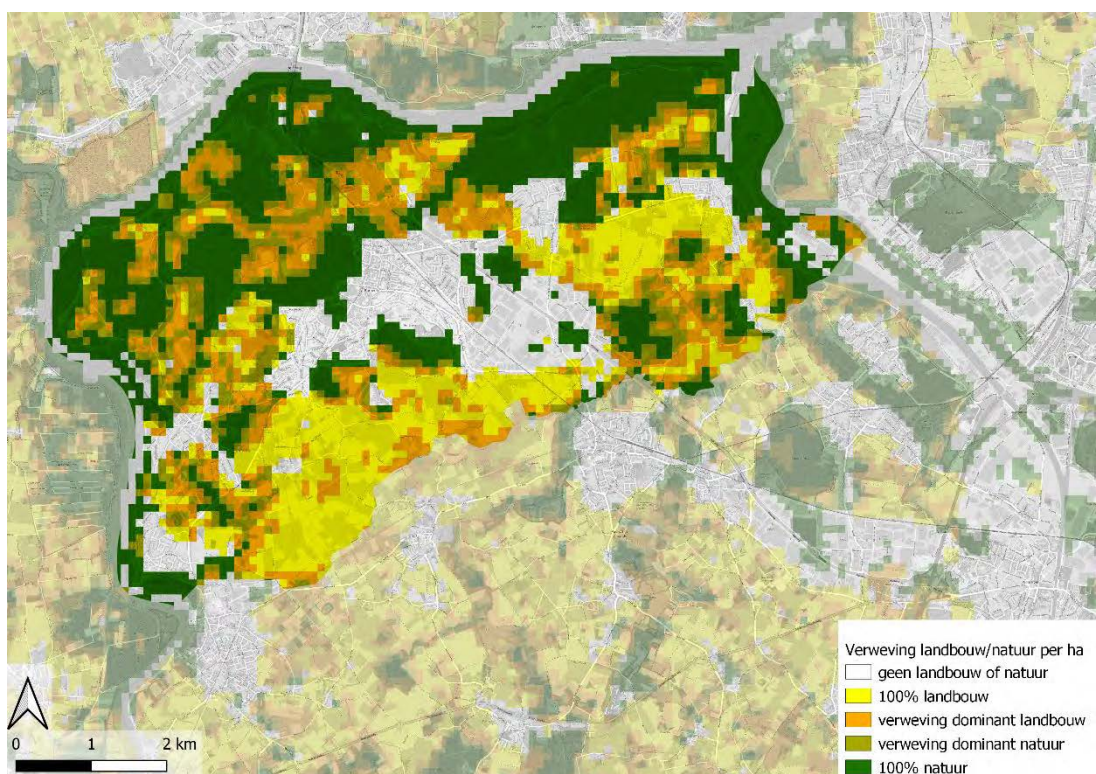 Verweving landbouw/natuur per ha
geen landbouw of natuur
100% landbouw
verweving dominant landbouw
verweving dominant natuur
100% natuur
0 1 2 km